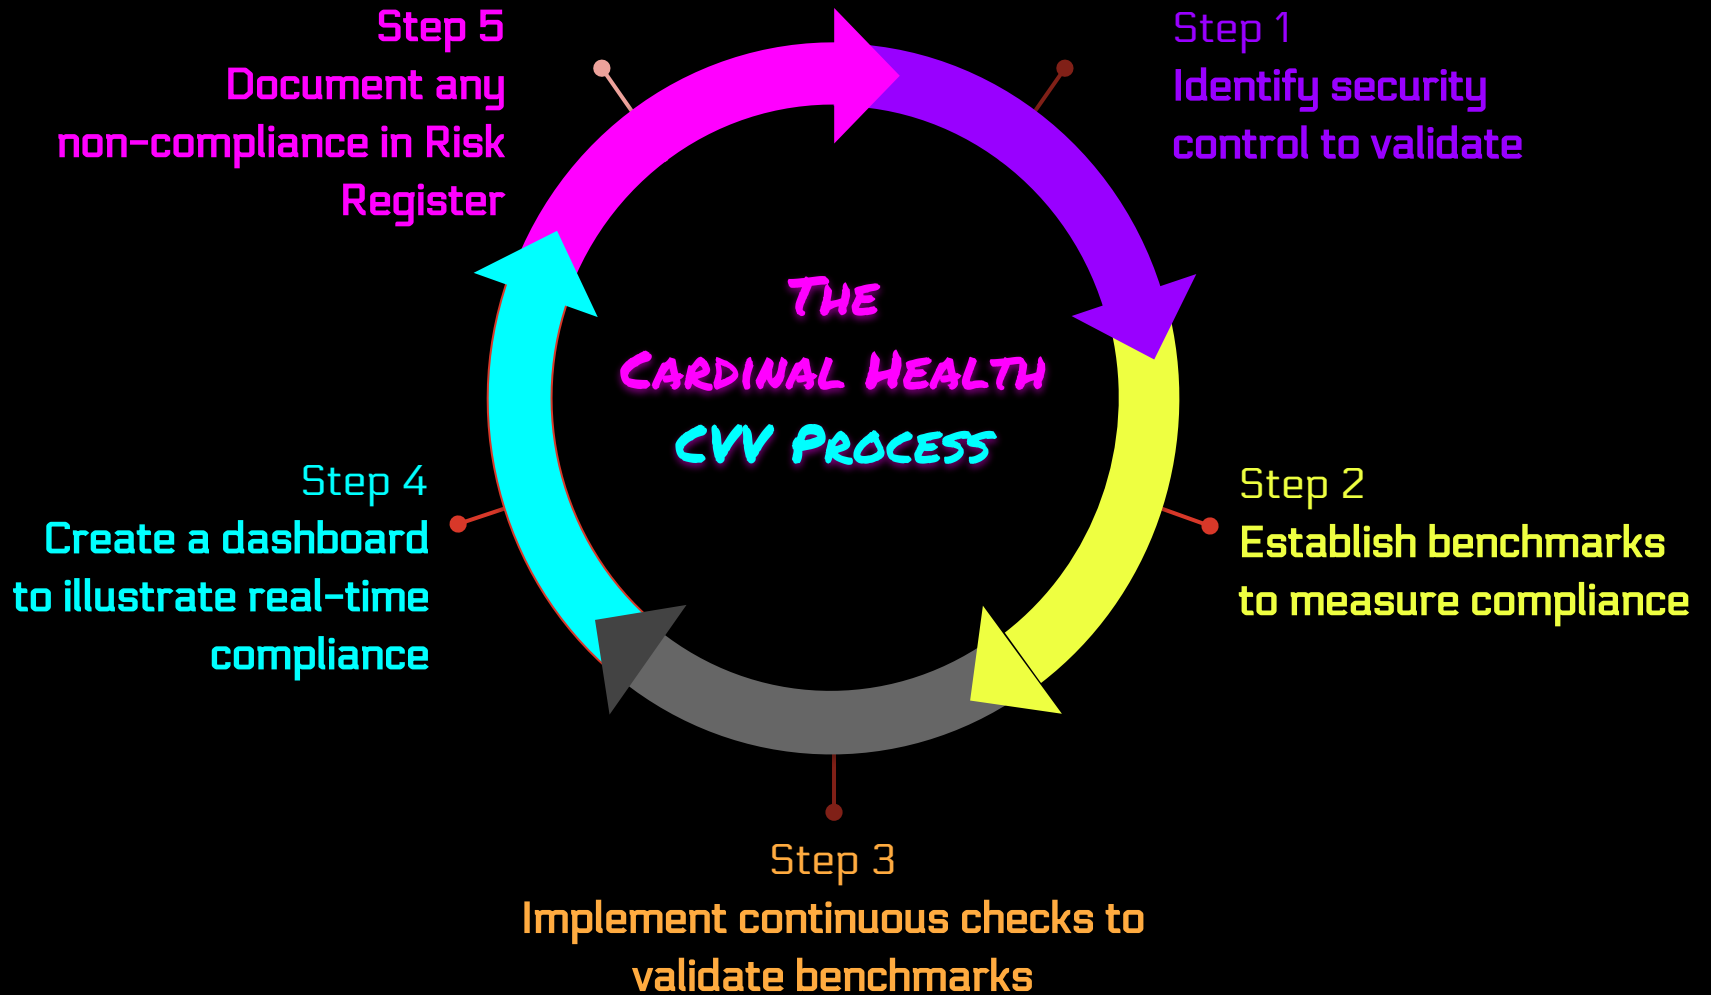 The
Cardinal Health
CVV Process
Step 1
Identify security
control to validate
Step 2
Establish benchmarks
to measure compliance
Step 3
Implement continuous checks to
validate benchmarks
Step 4
Create a dashboard
to illustrate real-time
compliance
Step 5
Document any
non-compliance in Risk
Register